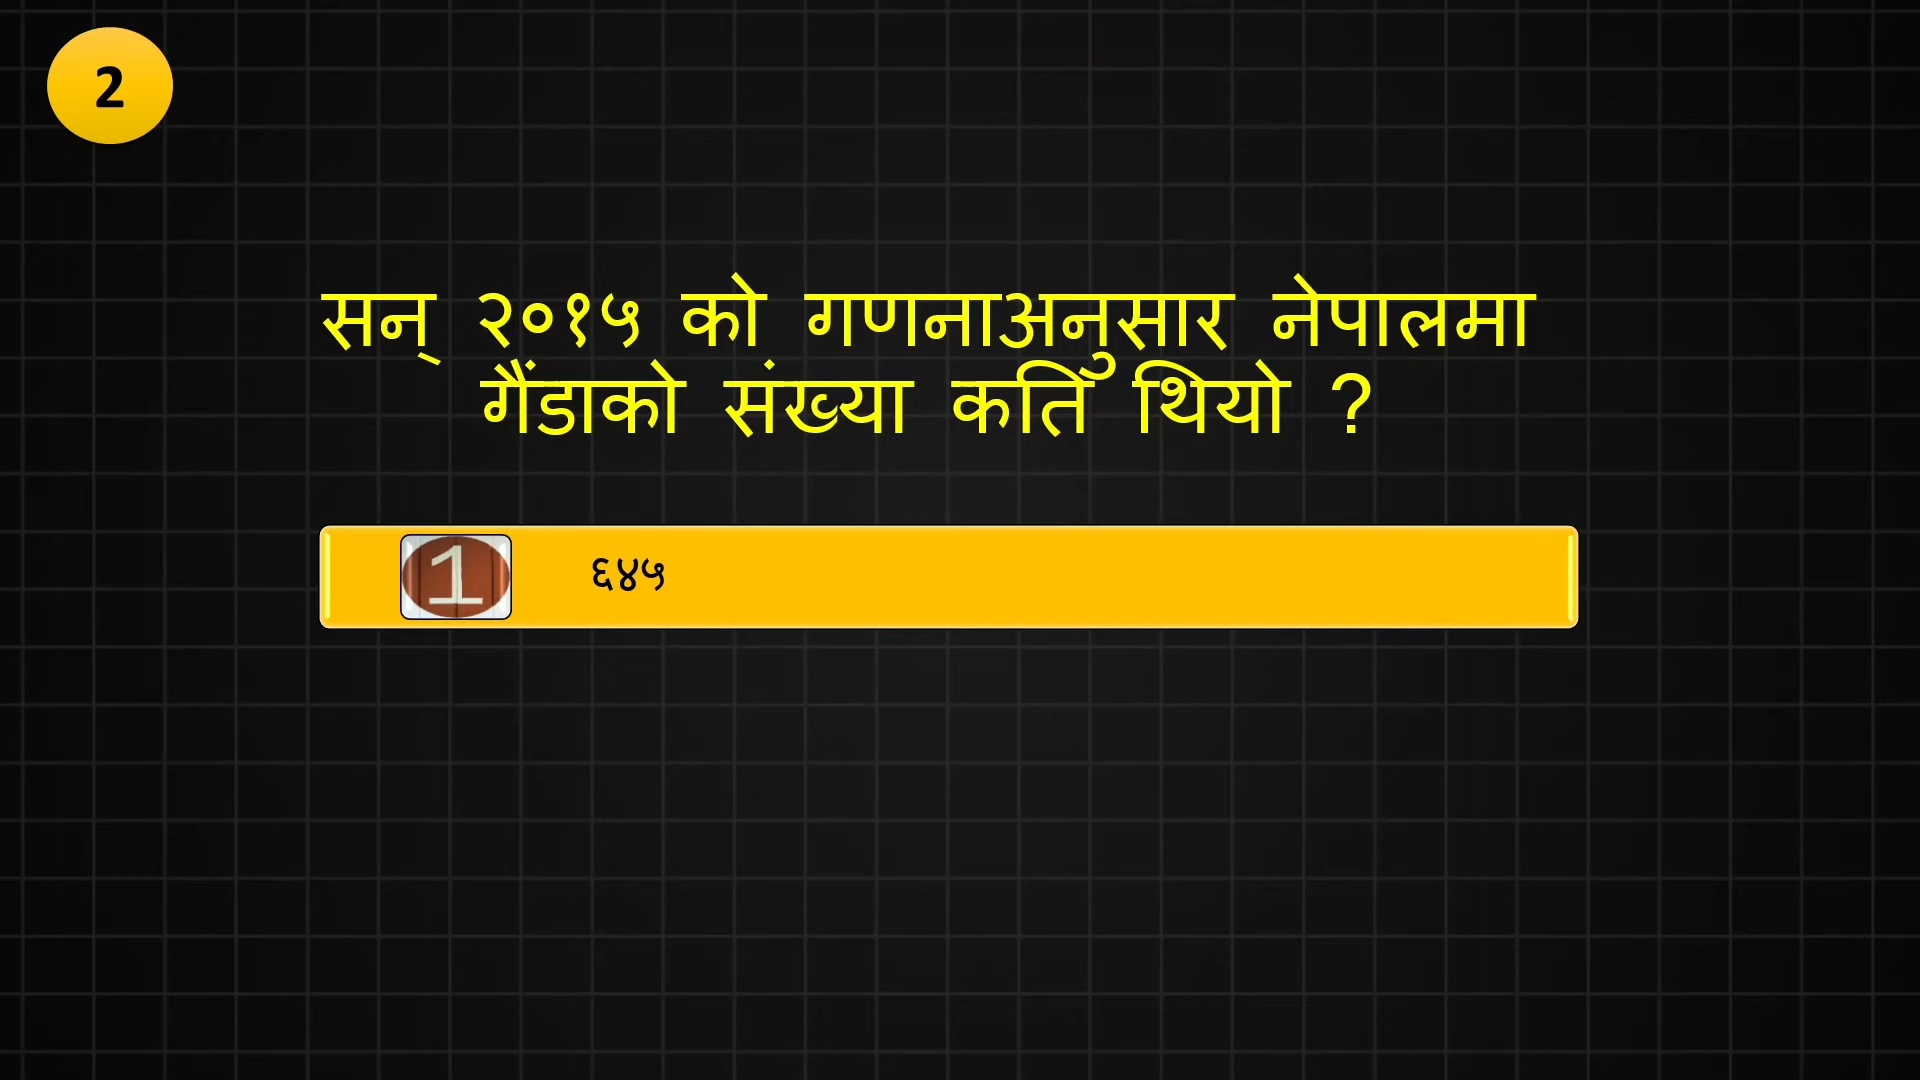 2
सन् २०१५ को गणनाअनुसार नेपालमा
गैंडाको संख्या कति थियो ?
1 ६४५